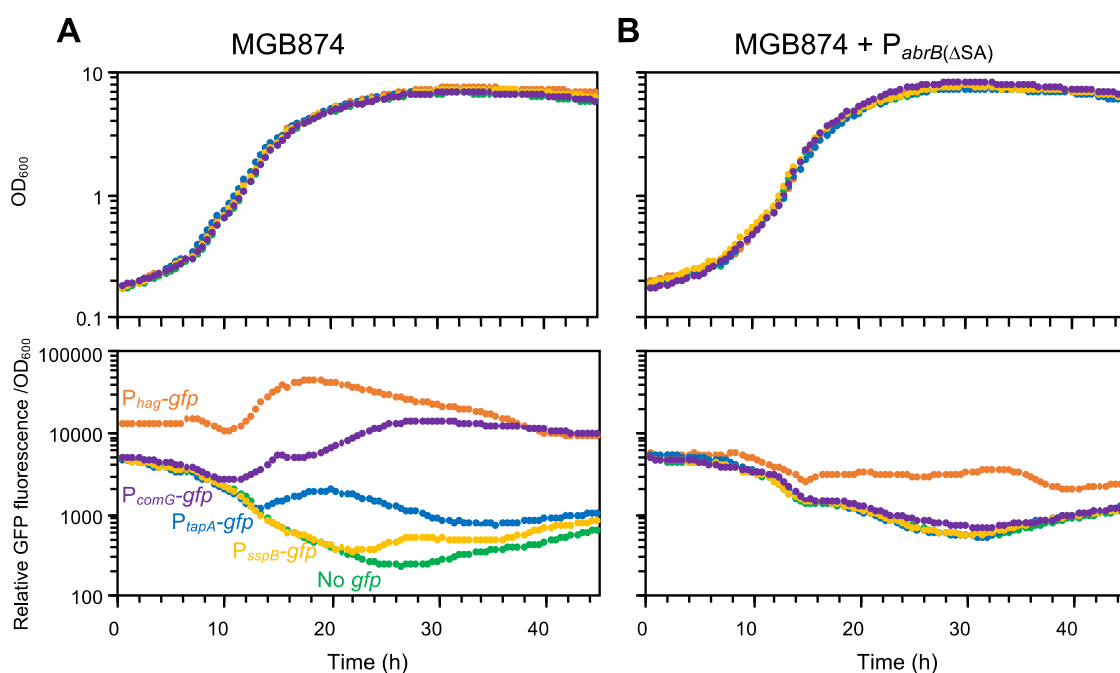 A
MGB874
B
MGB874 + PabrB(ΔSA)
OD600
10
1
0.1
Relative GFP fluorescence /OD600
100000
10000
1000
100
Phag-gfp
PcomG-gfp
PtapA-gfp
PsspB-gfp
No gfp
0 10 20 30 40
Time (h)
0 10 20 30 40
Time (h)